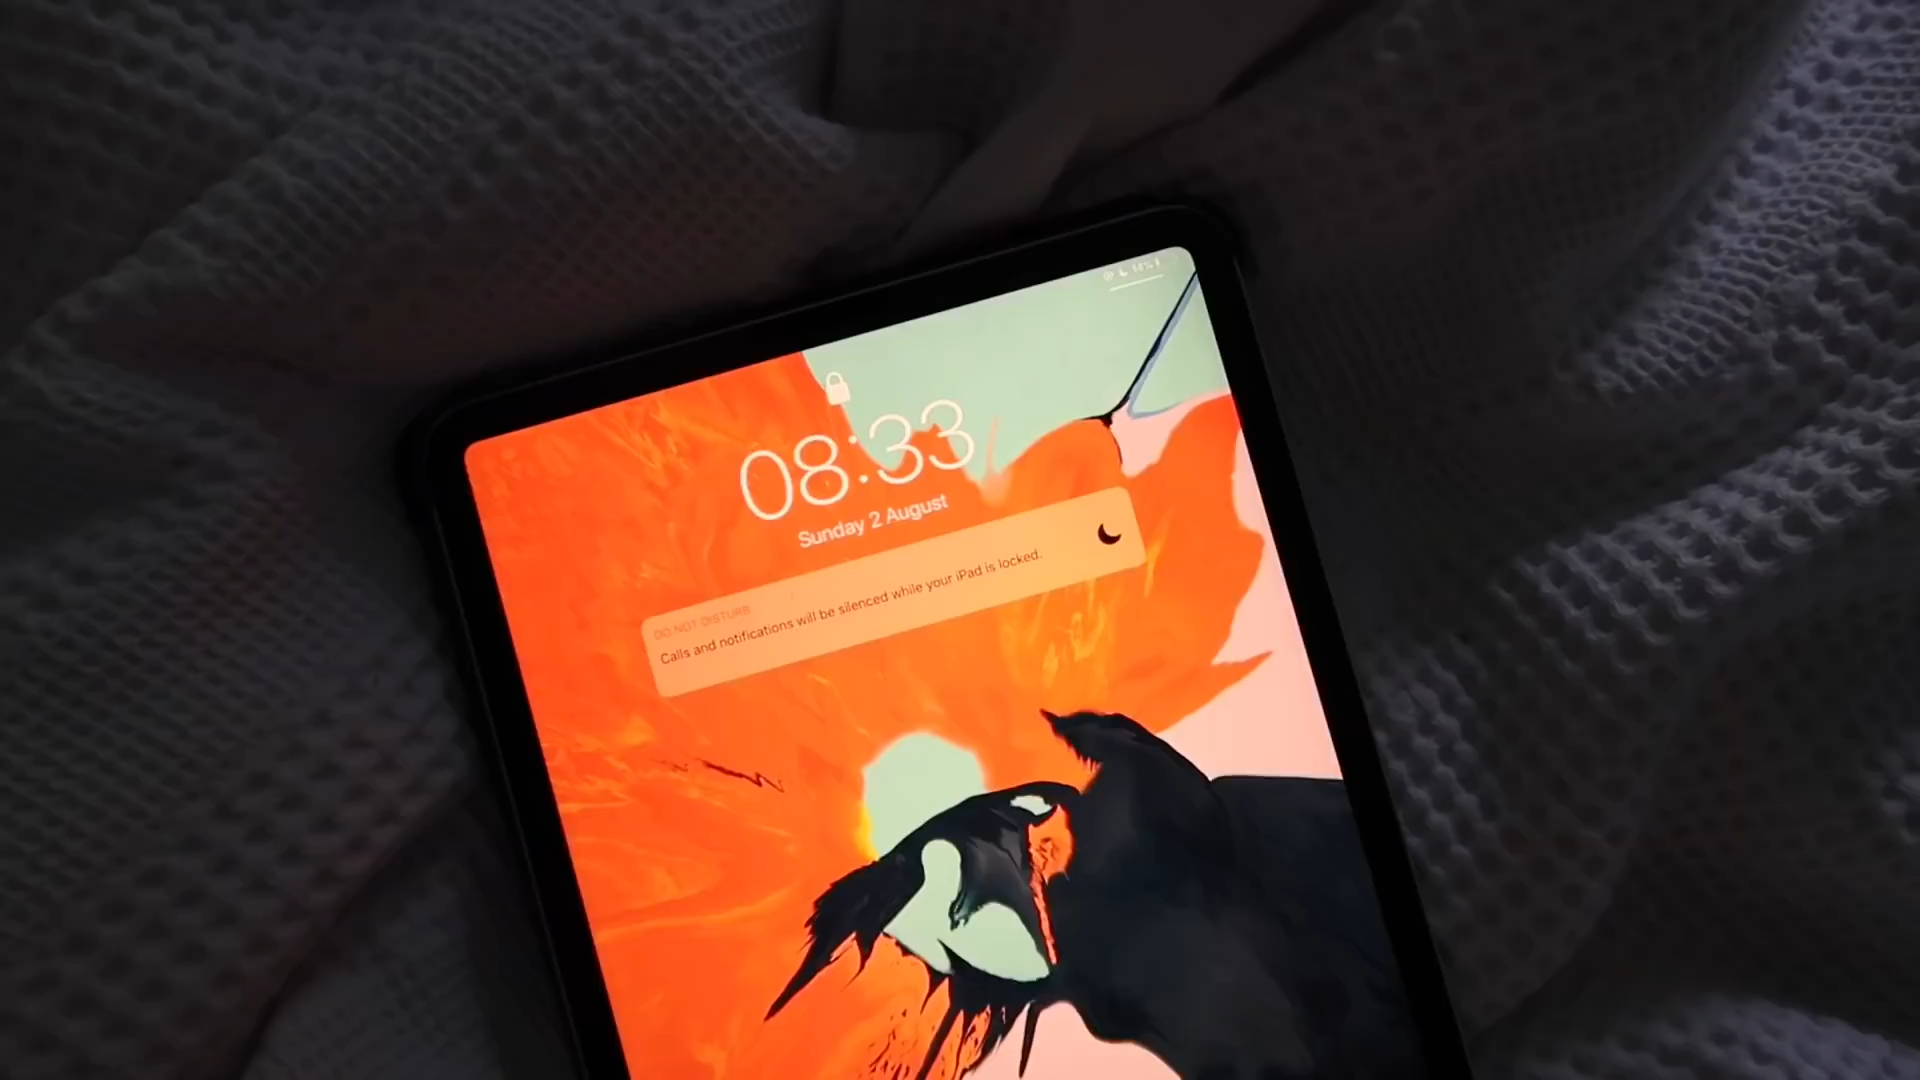 08:33
Sunday 2 August
DO NOT DISTURB
Calls and notifications will be silenced while your iPad is locked.